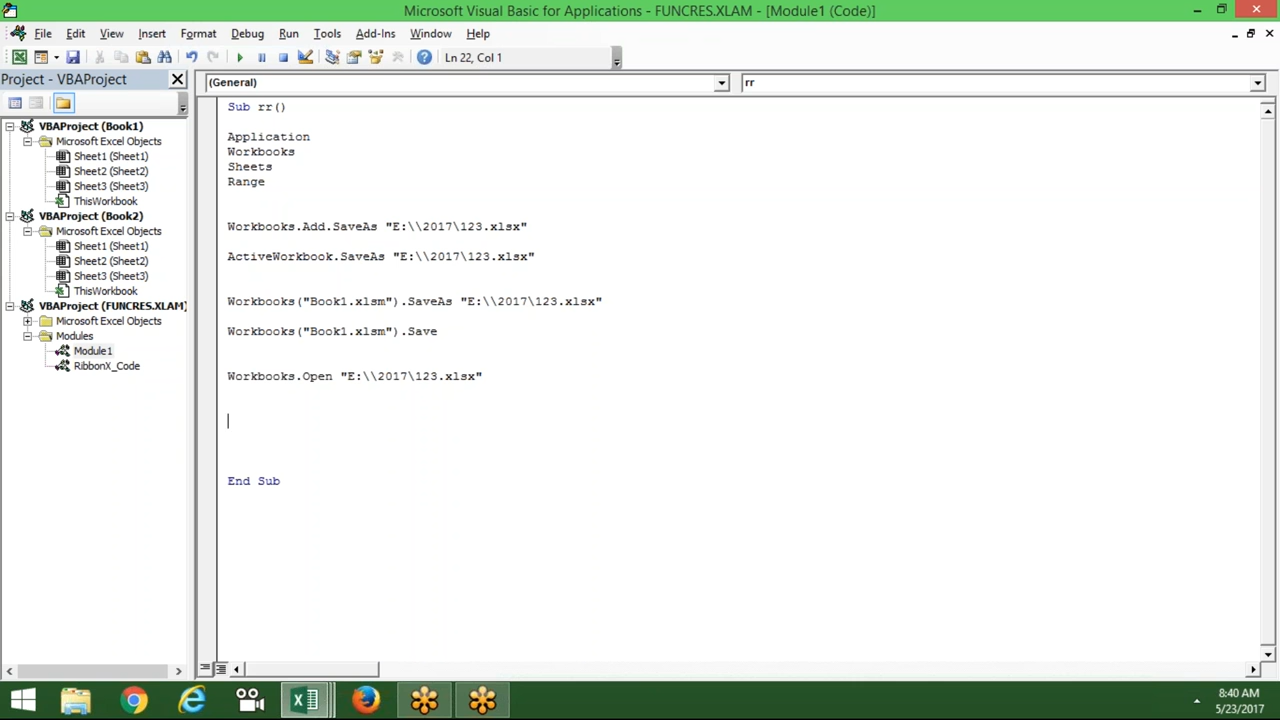 Microsoft Visual Basic for Applications - FUNCRES.XLAM - [Module1 (Code)]
File Edit View Insert Format Debug Run Tools Add-Ins Window Help
Ln 22, Col 1
Project - VBAProject
(General)
rr
VBAProject (Book1)
Microsoft Excel Objects
Sheet1 (Sheet1)
Sheet2 (Sheet2)
Sheet3 (Sheet3)
ThisWorkbook
VBAProject (Book2)
Microsoft Excel Objects
Sheet1 (Sheet1)
Sheet2 (Sheet2)
Sheet3 (Sheet3)
ThisWorkbook
VBAProject (FUNCRES.XLAM)
Microsoft Excel Objects
Modules
Module1
RibbonX_Code
Sub rr()
Application
Workbooks
Sheets
Range
Workbooks.Add.SaveAs "E:\\2017\123.xlsx"
ActiveWorkbook.SaveAs "E:\\2017\123.xlsx"
Workbooks("Book1.xlsm").SaveAs "E:\\2017\123.xlsx"
Workbooks("Book1.xlsm").Save
Workbooks.Open "E:\\2017\123.xlsx"
End Sub
8:40 AM
5/23/2017